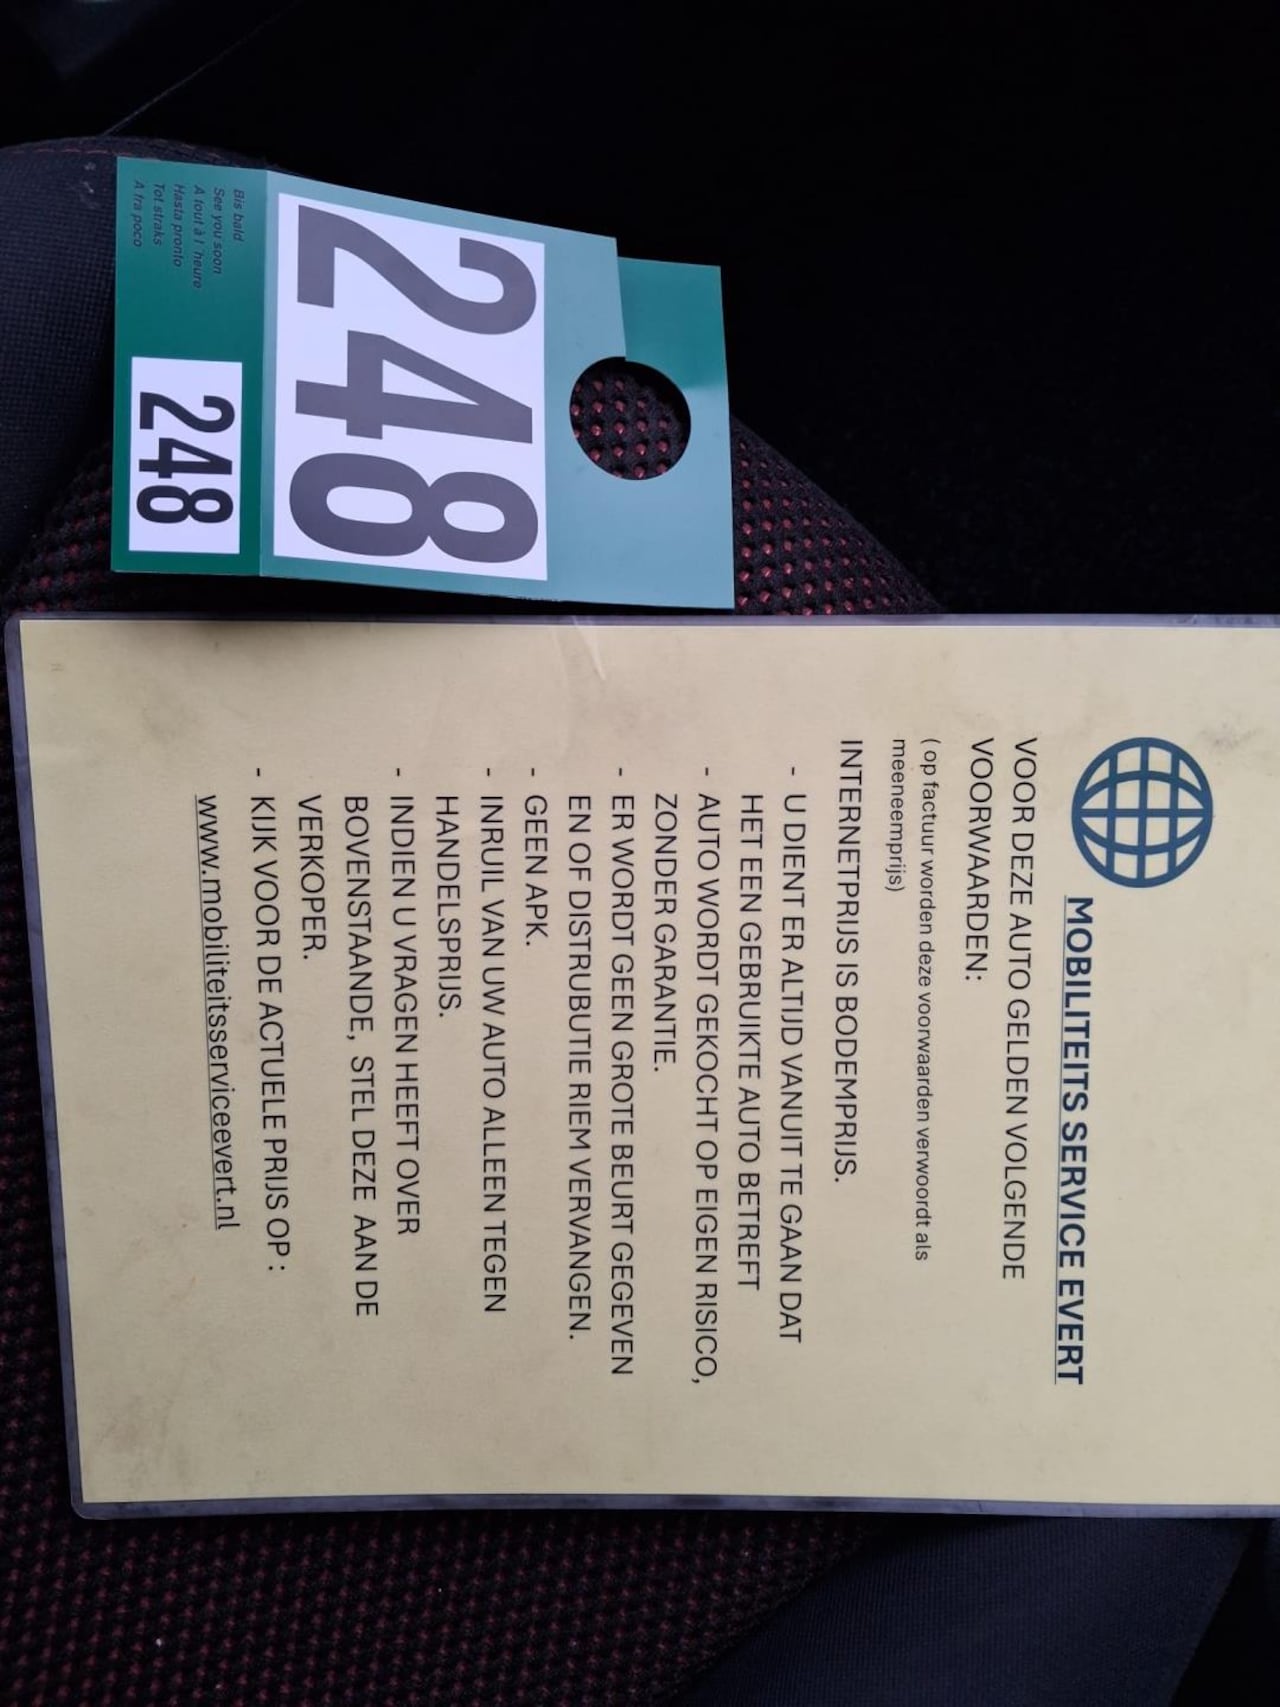 248
Bis bald
See you soon
A tout à l´heure
Hasta pronto
Tot straks
A fra poco
248
MOBILITEITS SERVICE EVERT
VOOR DEZE AUTO GELDEN VOLGENDE
VOORWAARDEN:
( op factuur worden deze voorwaarden verwoordt als
meeneemprijs)
INTERNETPRIJS IS BODEMPRIJS.
- U DIENT ER ALTIJD VANUIT TE GAAN DAT
HET EEN GEBRUIKTE AUTO BETREFT
- AUTO WORDT GEKOCHT OP EIGEN RISICO,
ZONDER GARANTIE.
- ER WORDT GEEN GROTE BEURT GEGEVEN
EN OF DISTRUBUTIE RIEM VERVANGEN.
- GEEN APK.
- INRUIL VAN UW AUTO ALLEEN TEGEN
HANDELSPRIJS.
- INDIEN U VRAGEN HEEFT OVER
BOVENSTAANDE, STEL DEZE AAN DE
VERKOPER.
- KIJK VOOR DE ACTUELE PRIJS OP :
www.mobiliteitsserviceevert.nl